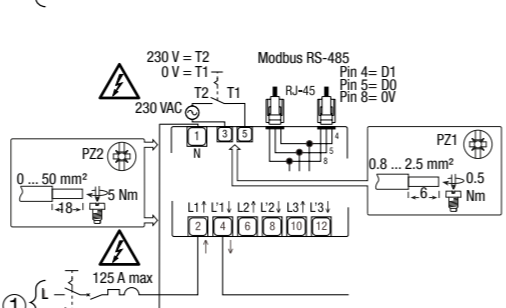 230 V = T2
0 V = T1
Modbus RS-485
Pin 4= D1
Pin 5= D0
Pin 8= 0V
RJ-45
T2 T1
230 VAC
1 3 5
N
4
5
8
PZ2
0 ... 50 mm²
5 Nm
18
PZ1
0.8 ... 2.5 mm²
0.5
Nm
6
L1↑ L'1↓ L2↑ L'2↓ L3↑ L'3↓
2 4 6 8 10 12
125 A max
1 L